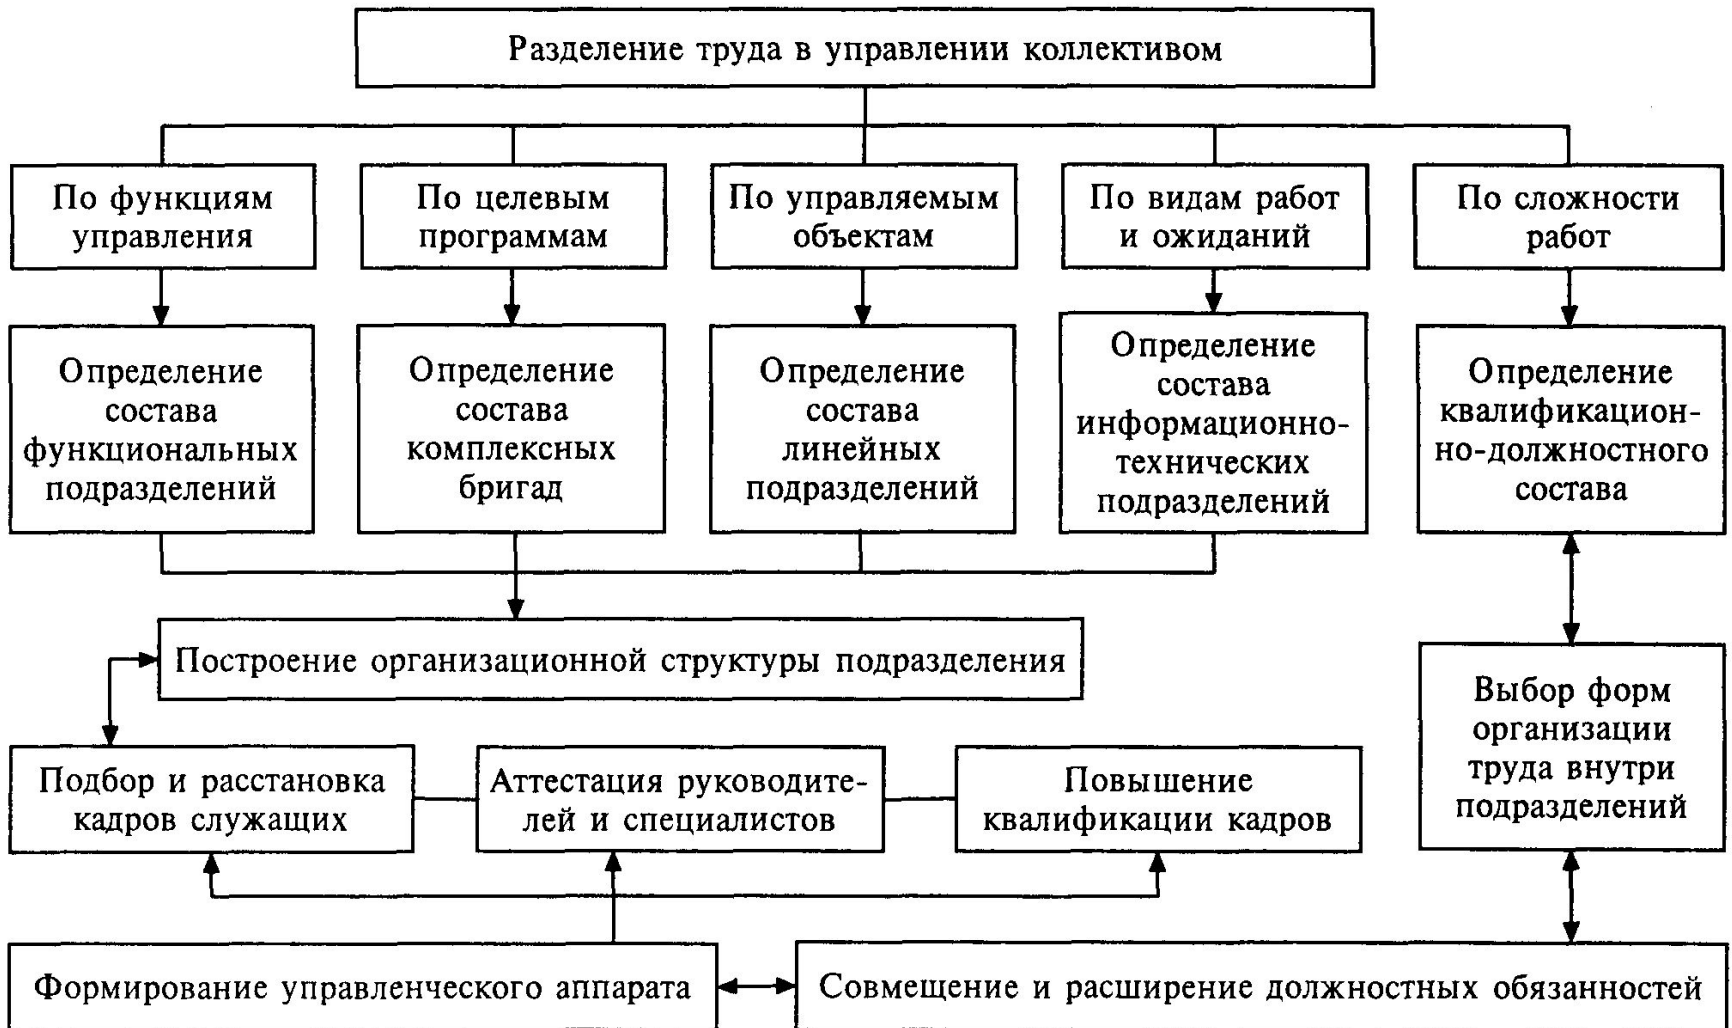 Разделение труда в управлении коллективом
По функциям
управления
По целевым
программам
По управляемым
объектам
По видам работ
и ожиданий
По сложности
работ
Определение
состава
функциональных
подразделений
Определение
состава
комплексных
бригад
Определение
состава
линейных
подразделений
Определение
состава
информационно-
технических
подразделений
Определение
квалификацион-
но-должностного
состава
Построение организационной структуры подразделения
Выбор форм
организации
труда внутри
подразделений
Подбор и расстановка
кадров служащих
Аттестация руководите-
лей и специалистов
Повышение
квалификации кадров
Формирование управленческого аппарата
Совмещение и расширение должностных обязанностей